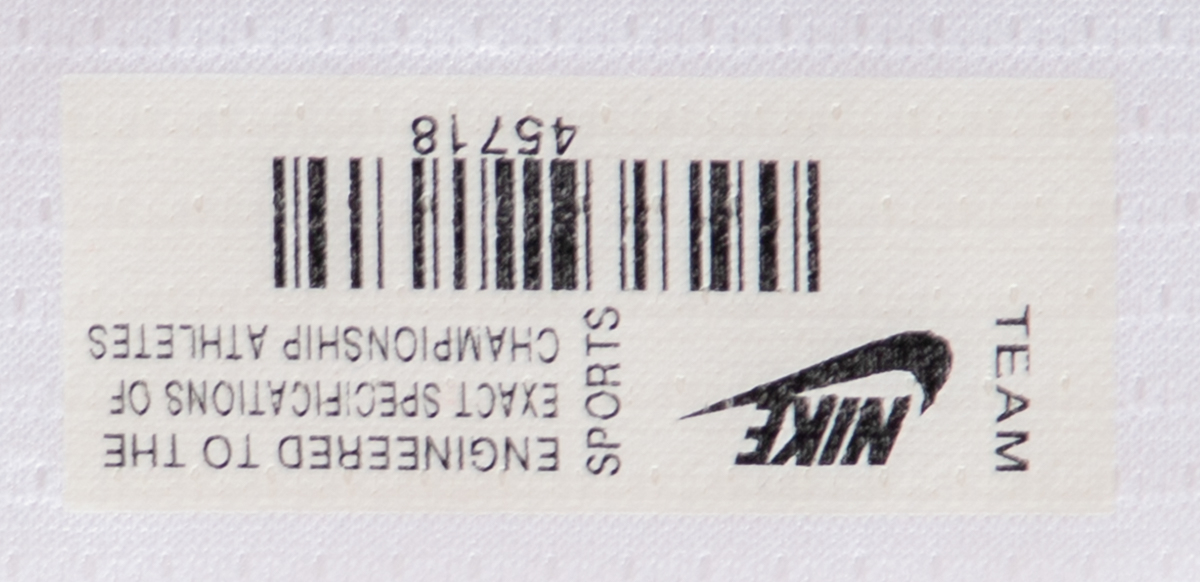 TEAM
NIKE
SPORTS
ENGINEERED TO THE
EXACT SPECIFICATIONS OF
CHAMPIONSHIP ATHLETES
45718